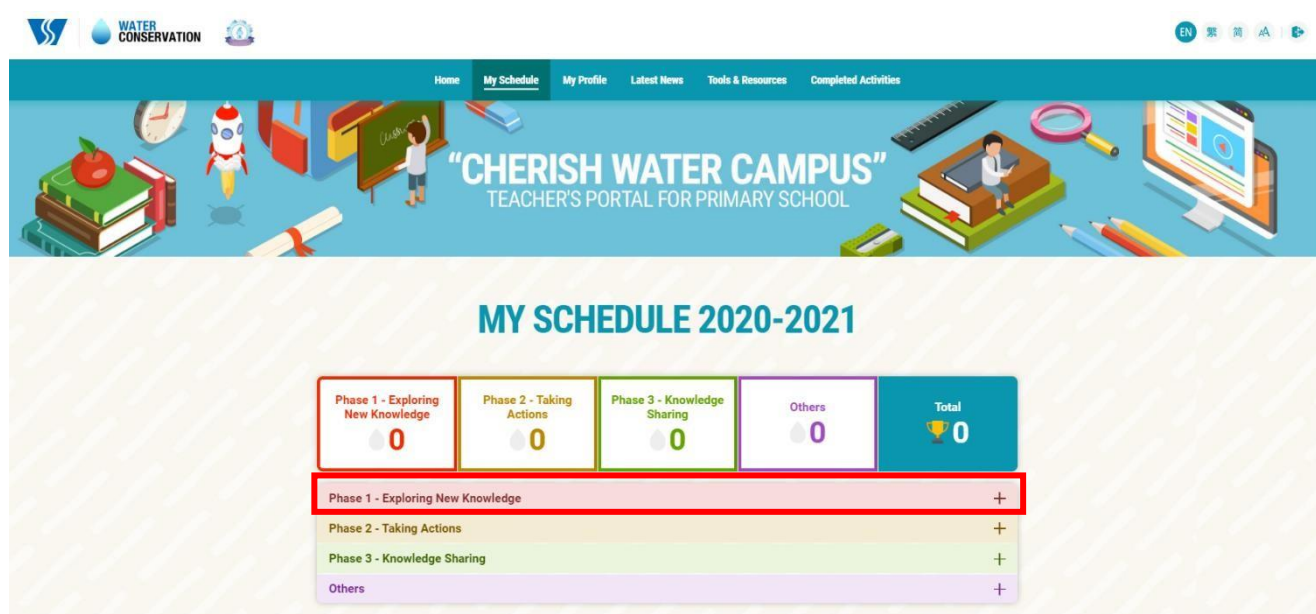 WATER
CONSERVATION
EN 繁 简 AA
Home My Schedule My Profile Latest News Tools & Resources Completed Activities
"CHERISH WATER CAMPUS"
TEACHER'S PORTAL FOR PRIMARY SCHOOL
MY SCHEDULE 2020-2021
Phase 1 - Exploring
New Knowledge
0
Phase 2 - Taking
Actions
0
Phase 3 - Knowledge
Sharing
0
Others
0
Total
0
Phase 1 - Exploring New Knowledge +
Phase 2 - Taking Actions +
Phase 3 - Knowledge Sharing +
Others +